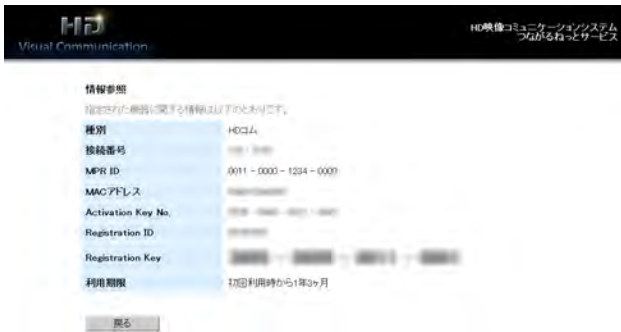 HD
Visual Communication
HD映像コミュニケーションシステム
つながるねっとサービス
情報参照
指定された機器に関する情報は以下のとおりです。
種別 HDコム
接続番号
MPR ID 0011 - 0000 - 1234 - 0009
MACアドレス
Activation Key No.
Registration ID
Registration Key
利用期限 初回利用時から1年3ヶ月
戻る